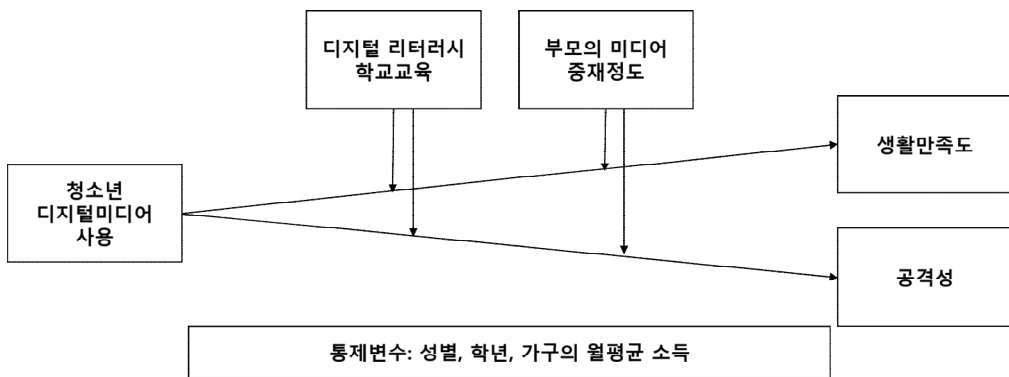 디지털 리터러시
학교교육
부모의 미디어
중재정도
생활만족도
청소년
디지털미디어
사용
공격성
통제변수: 성별, 학년, 가구의 월평균 소득